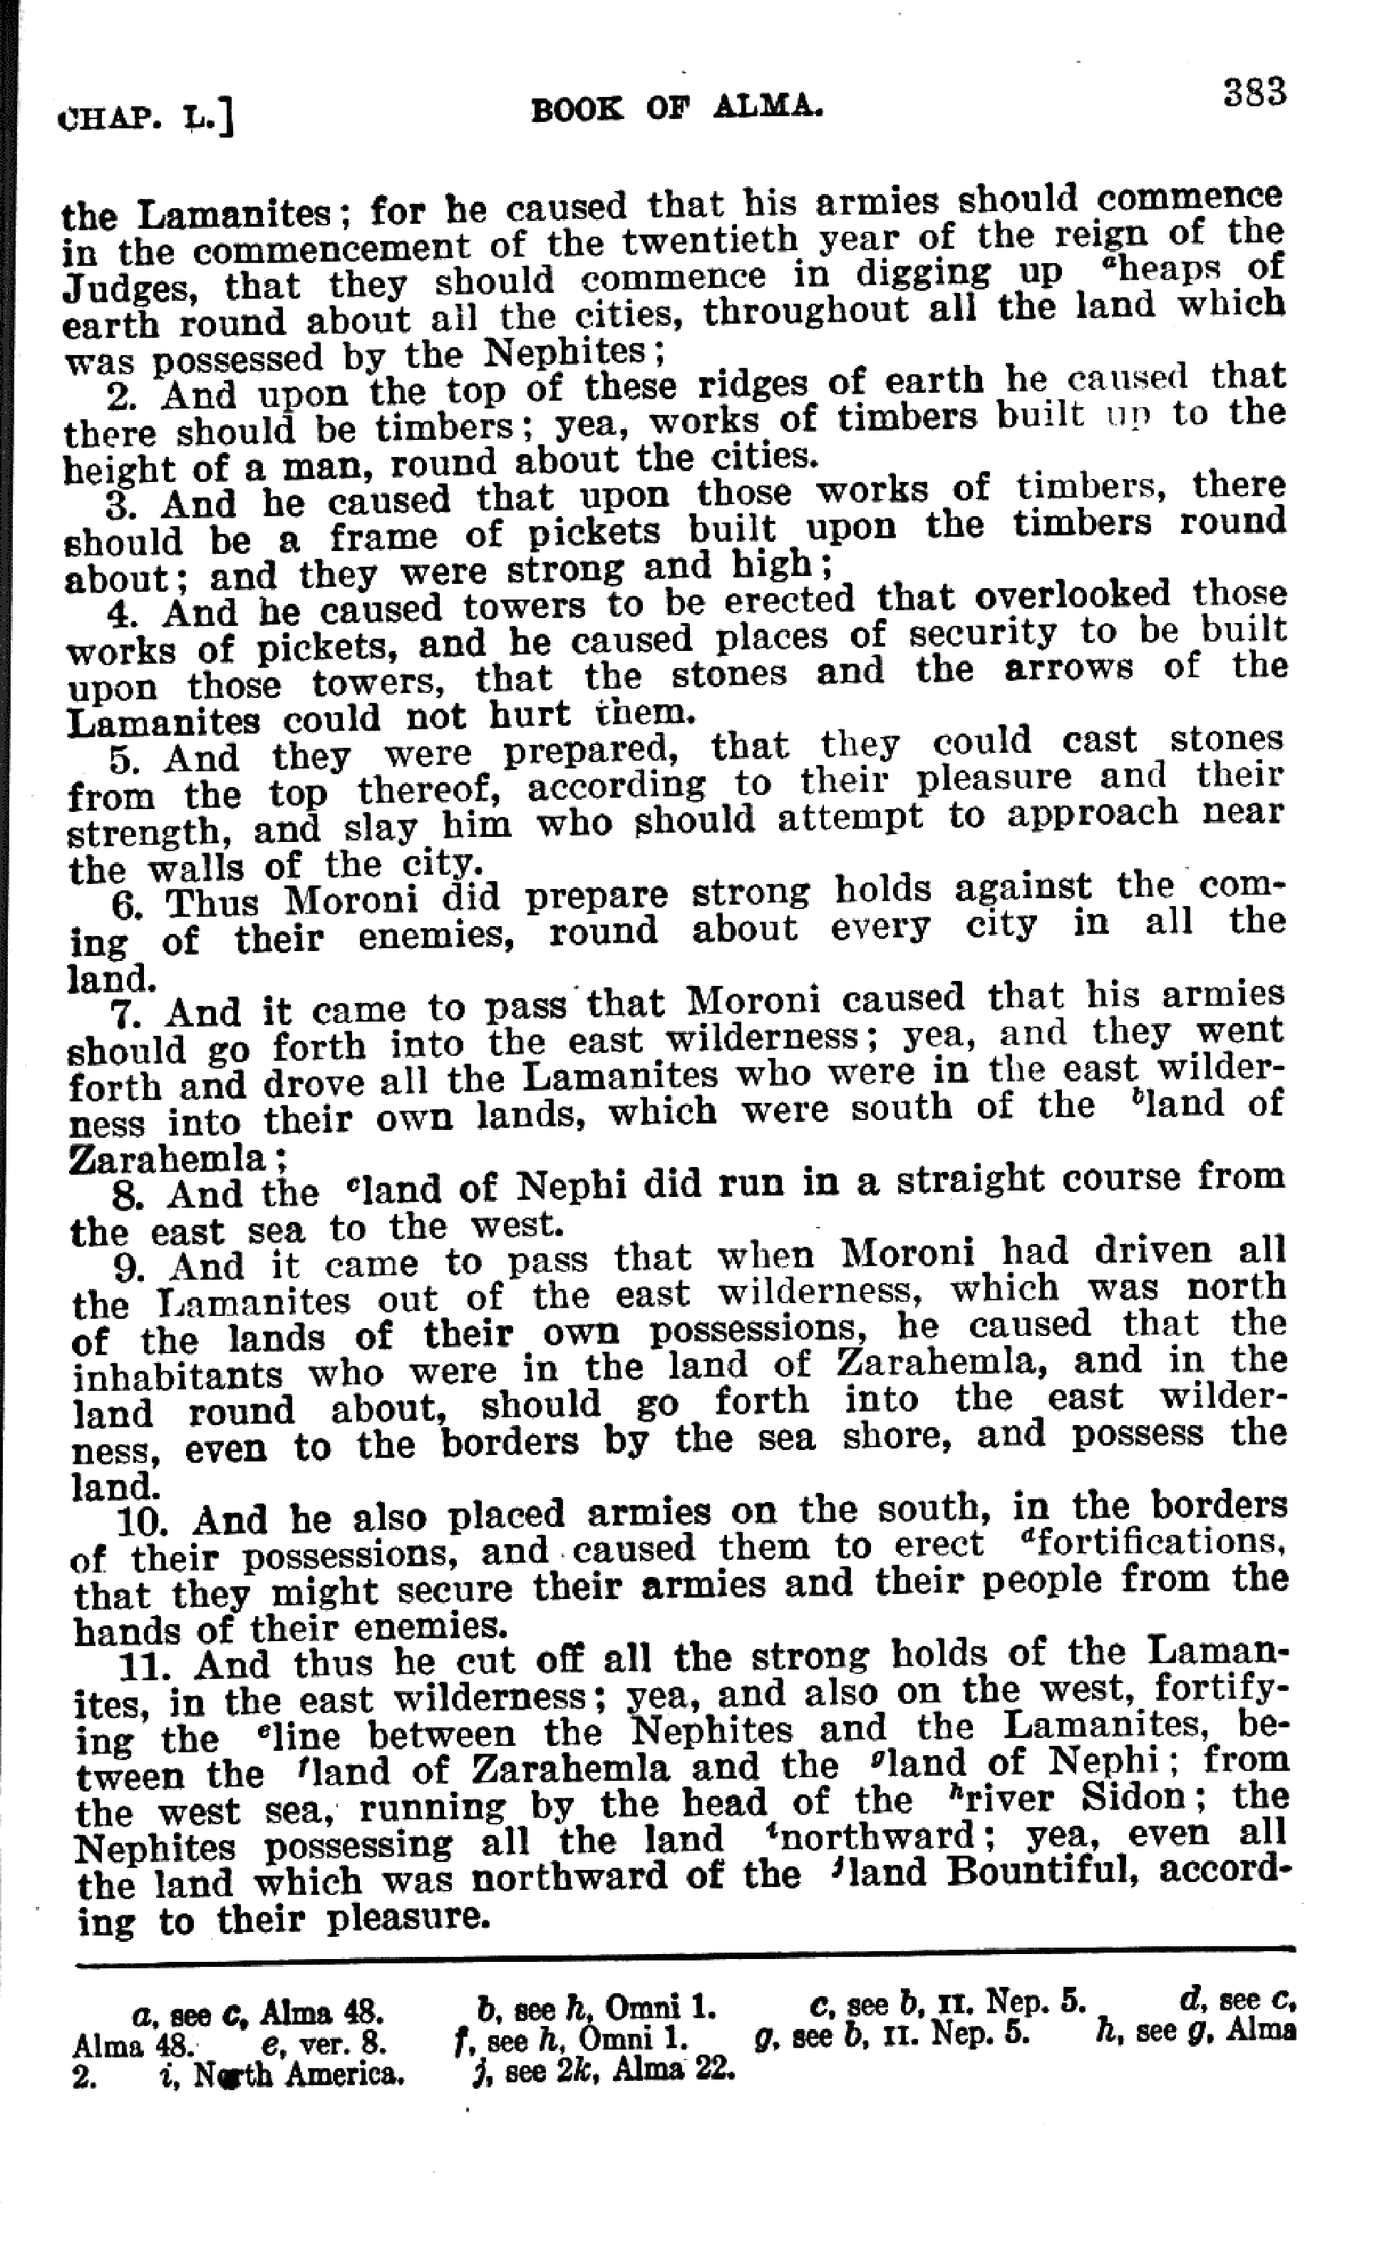 CHAP. L.] BOOK OF ALMA. 383
the Lamanites; for he caused that his armies should commence
in the commencement of the twentieth year of the reign of the
Judges, that they should commence in digging up aheaps of
earth round about all the cities, throughout all the land which
was possessed by the Nephites;
2. And upon the top of these ridges of earth he caused that
there should be timbers; yea, works of timbers built up to the
height of a man, round about the cities.
3. And he caused that upon those works of timbers, there
should be a frame of pickets built upon the timbers round
about; and they were strong and high;
4. And he caused towers to be erected that overlooked those
works of pickets, and he caused places of security to be built
upon those towers, that the stones and the arrows of the
Lamanites could not hurt them.
5. And they were prepared, that they could cast stones
from the top thereof, according to their pleasure and their
strength, and slay him who should attempt to approach near
the walls of the city.
6. Thus Moroni did prepare strong holds against the com-
ing of their enemies, round about every city in all the
land.
7. And it came to pass that Moroni caused that his armies
should go forth into the east wilderness; yea, and they went
forth and drove all the Lamanites who were in the east wilder-
ness into their own lands, which were south of the bland of
Zarahemla;
8. And the cland of Nephi did run in a straight course from
the east sea to the west.
9. And it came to pass that when Moroni had driven all
the Lamanites out of the east wilderness, which was north
of the lands of their own possessions, he caused that the
inhabitants who were in the land of Zarahemla, and in the
land round about, should go forth into the east wilder-
ness, even to the borders by the sea shore, and possess the
land.
10. And he also placed armies on the south, in the borders
of their possessions, and caused them to erect dfortifications,
that they might secure their armies and their people from the
hands of their enemies.
11. And thus he cut off all the strong holds of the Laman-
ites, in the east wilderness; yea, and also on the west, fortify-
ing the eline between the Nephites and the Lamanites, be-
tween the fland of Zarahemla and the gland of Nephi; from
the west sea, running by the head of the hriver Sidon; the
Nephites possessing all the land inorthward; yea, even all
the land which was northward of the jland Bountiful, accord-
ing to their pleasure.
a, see c, Alma 48. b, see h, Omni 1. c, see b, II. Nep. 5. d, see c,
Alma 48. e, ver. 8. f, see h, Omni 1. g, see b, II. Nep. 5. h, see g, Alma
2. i, North America. j, see 2k, Alma 22.